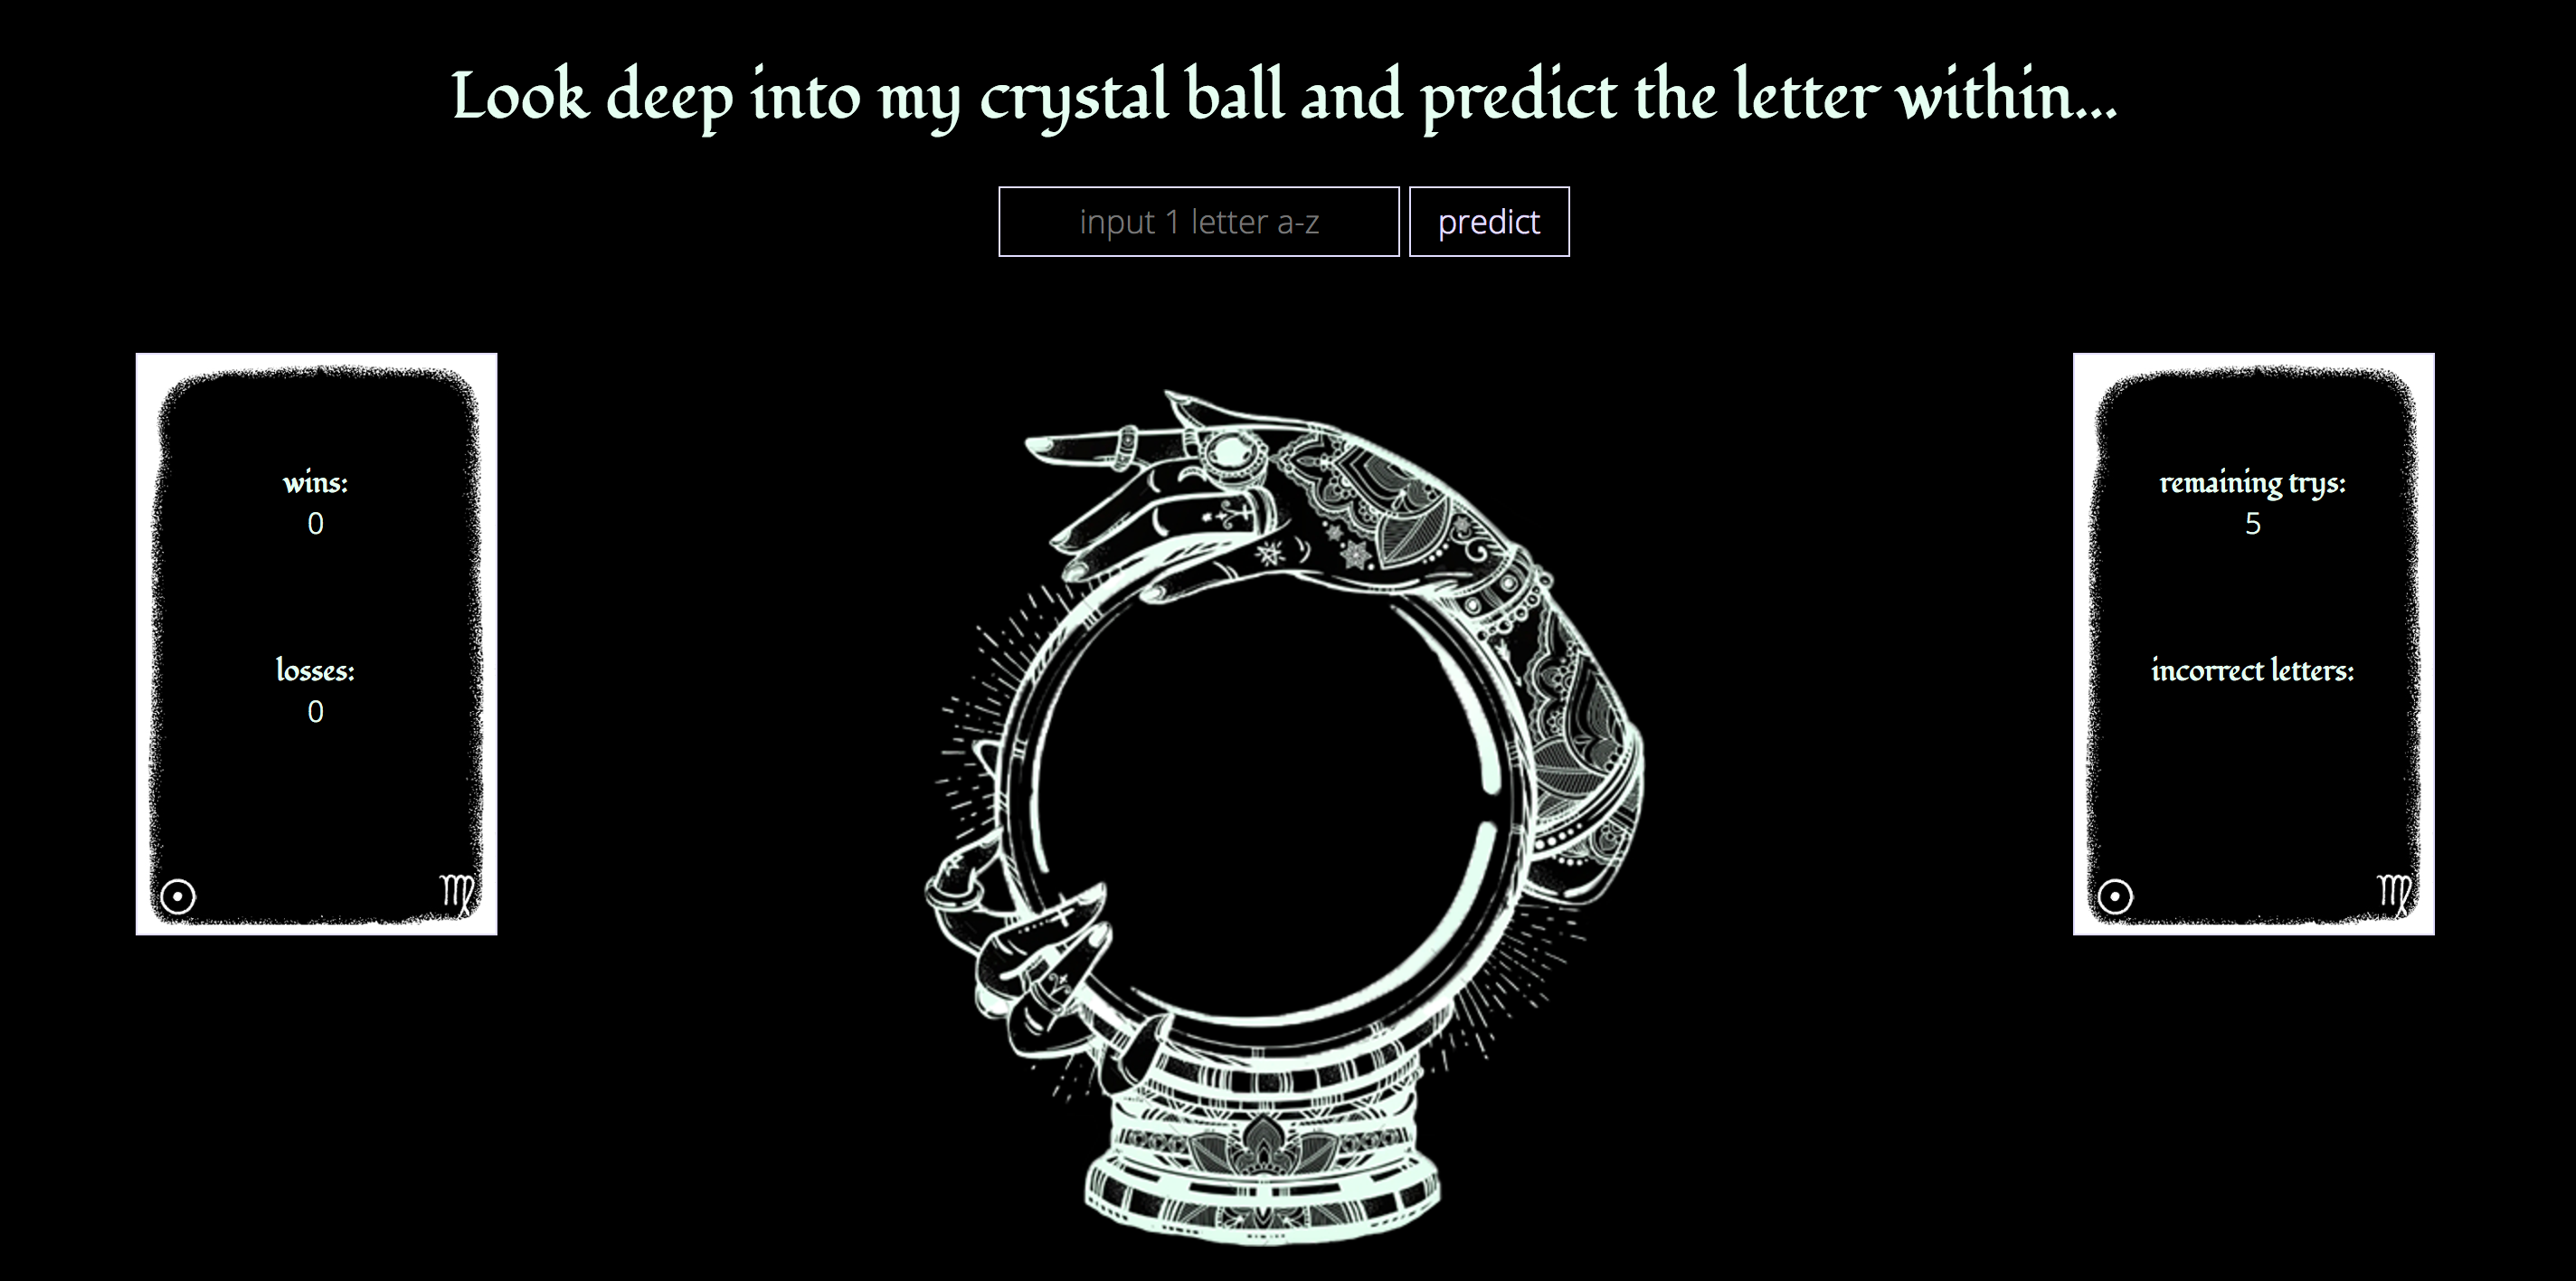 Look deep into my crystal ball and predict the letter within...
input 1 letter a-z
predict
wins:
0
losses:
0
remaining trys:
5
incorrect letters: